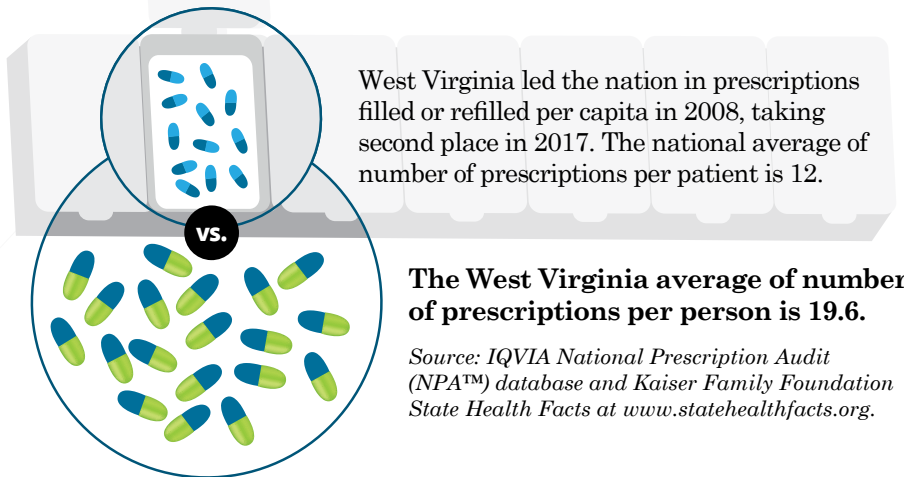 West Virginia led the nation in prescriptions
filled or refilled per capita in 2008, taking
second place in 2017. The national average of
number of prescriptions per patient is 12.
vs.
The West Virginia average of number
of prescriptions per person is 19.6.
Source: IQVIA National Prescription Audit
(NPA™) database and Kaiser Family Foundation
State Health Facts at www.statehealthfacts.org.